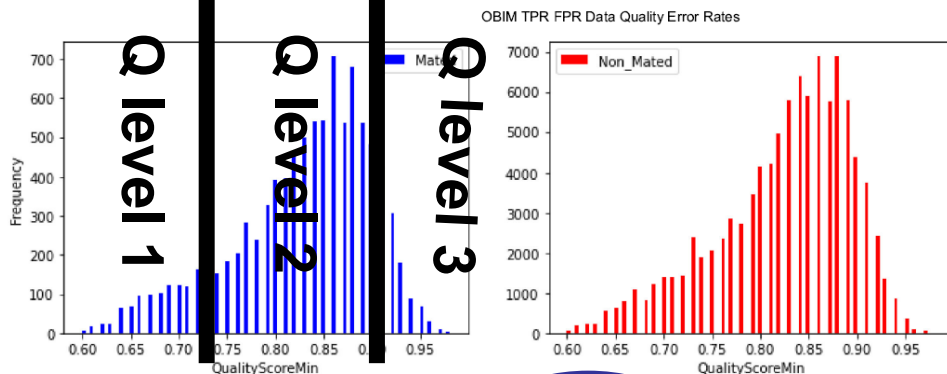 OBIM TPR FPR Data Quality Error Rates
Q level 1
Q level 2
Q level 3
Frequency
700
600
500
400
300
200
100
0
0.60 0.65 0.70 0.75 0.80 0.85 0.95
QualityScoreMin
Non_Mated
7000
6000
5000
4000
3000
2000
1000
0
0.60 0.65 0.70 0.75 0.80 0.85 0.90 0.95
QualityScoreMin